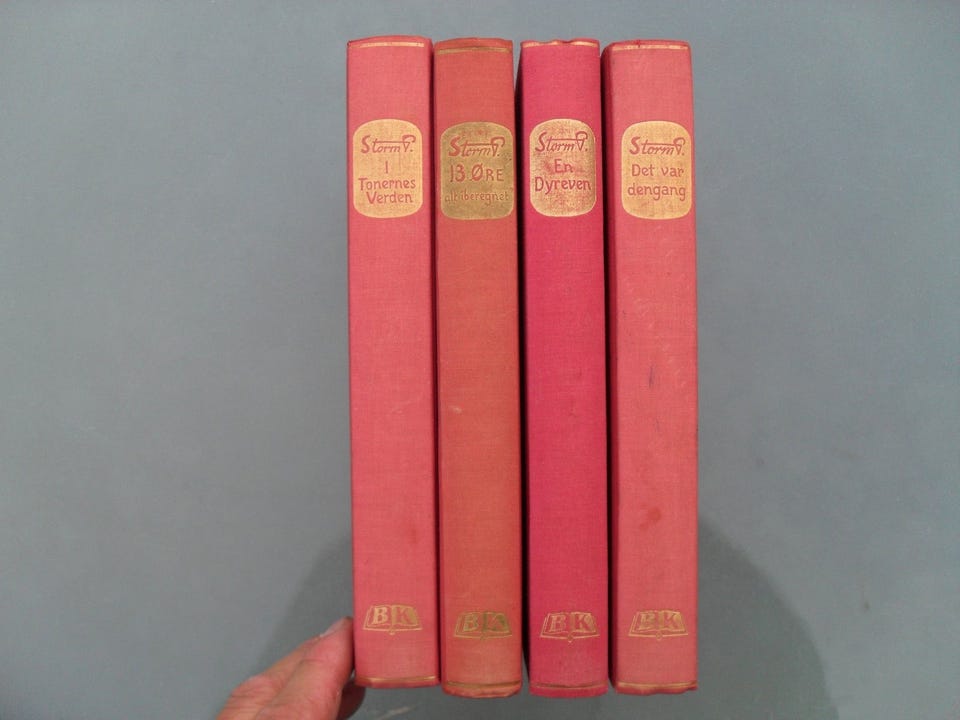 Storm P.
I
Tonernes
Verden
BK
Storm P.
13 ØRE
alt iberegnet
BK
Storm P.
En
Dyreven
BK
Storm P.
Det var
dengang
BK